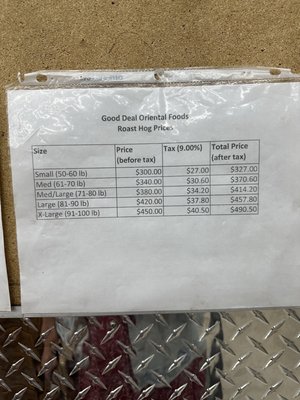 Good Deal Oriental Foods
Roast Hog Prices
Size Price (before tax) Tax (9.00%) Total Price (after tax)
Small (50-60 lb) $300.00 $27.00 $327.00
Med (61-70 lb) $340.00 $30.60 $370.60
Med/Large (71-80 lb) $380.00 $34.20 $414.20
Large (81-90 lb) $420.00 $37.80 $457.80
X-Large (91-100 lb) $450.00 $40.50 $490.50